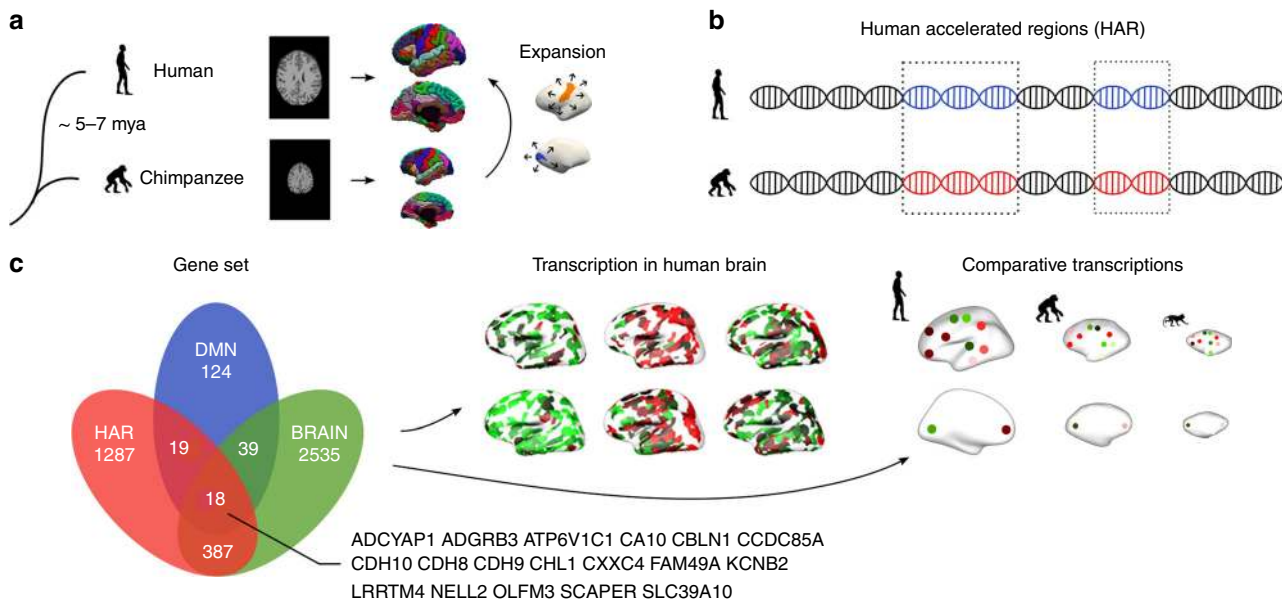 a
Human
~ 5–7 mya
Chimpanzee
Expansion
b
Human accelerated regions (HAR)
c
Gene set
DMN
124
HAR
1287
19
39
BRAIN
2535
18
387
ADCYAP1 ADGRB3 ATP6V1C1 CA10 CBLN1 CCDC85A
CDH10 CDH8 CDH9 CHL1 CXXC4 FAM49A KCNB2
LRRTM4 NELL2 OLFM3 SCAPER SLC39A10
Transcription in human brain
Comparative transcriptions